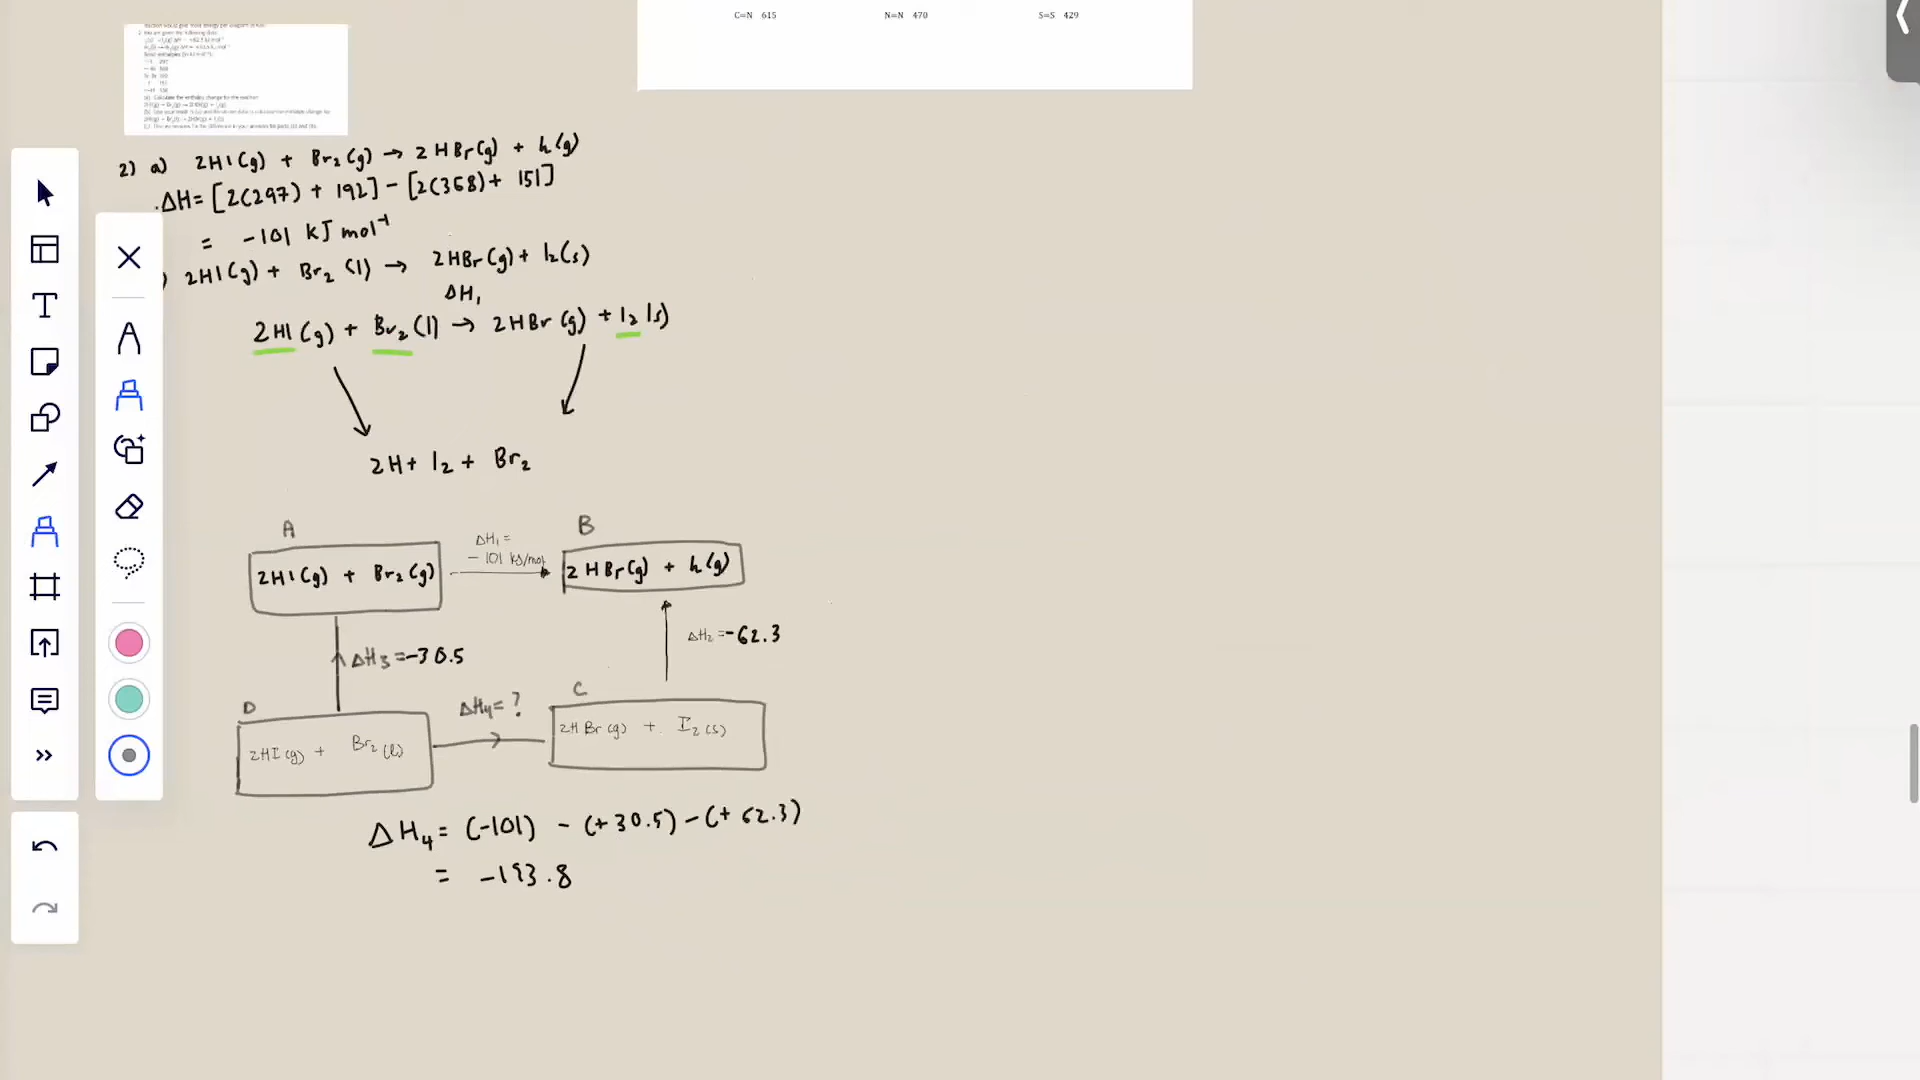 C=N 615 N=N 470 S=S 429
2) a) 2HI(g) + Br2(g) → 2HBr(g) + I2(g)
ΔH = [2(297) + 192] - [2(368) + 151]
= -101 kJ mol-1
) 2HI(g) + Br2 (l) → 2HBr(g) + I2(s)
ΔH1
2HI(g) + Br2(l) → 2HBr(g) + I2(s)
2H + I2 + Br2
A B
ΔH1 =
- 101 kJ/mol
2HI(g) + Br2(g) 2HBr(g) + I2(g)
ΔH2 = -62.3
ΔH3 = -30.5
D ΔH4 = ? C
2HI(g) + Br2(l) 2HBr(g) + I2(s)
ΔH4 = (-101) - (+30.5) - (+62.3)
= -193.8
T